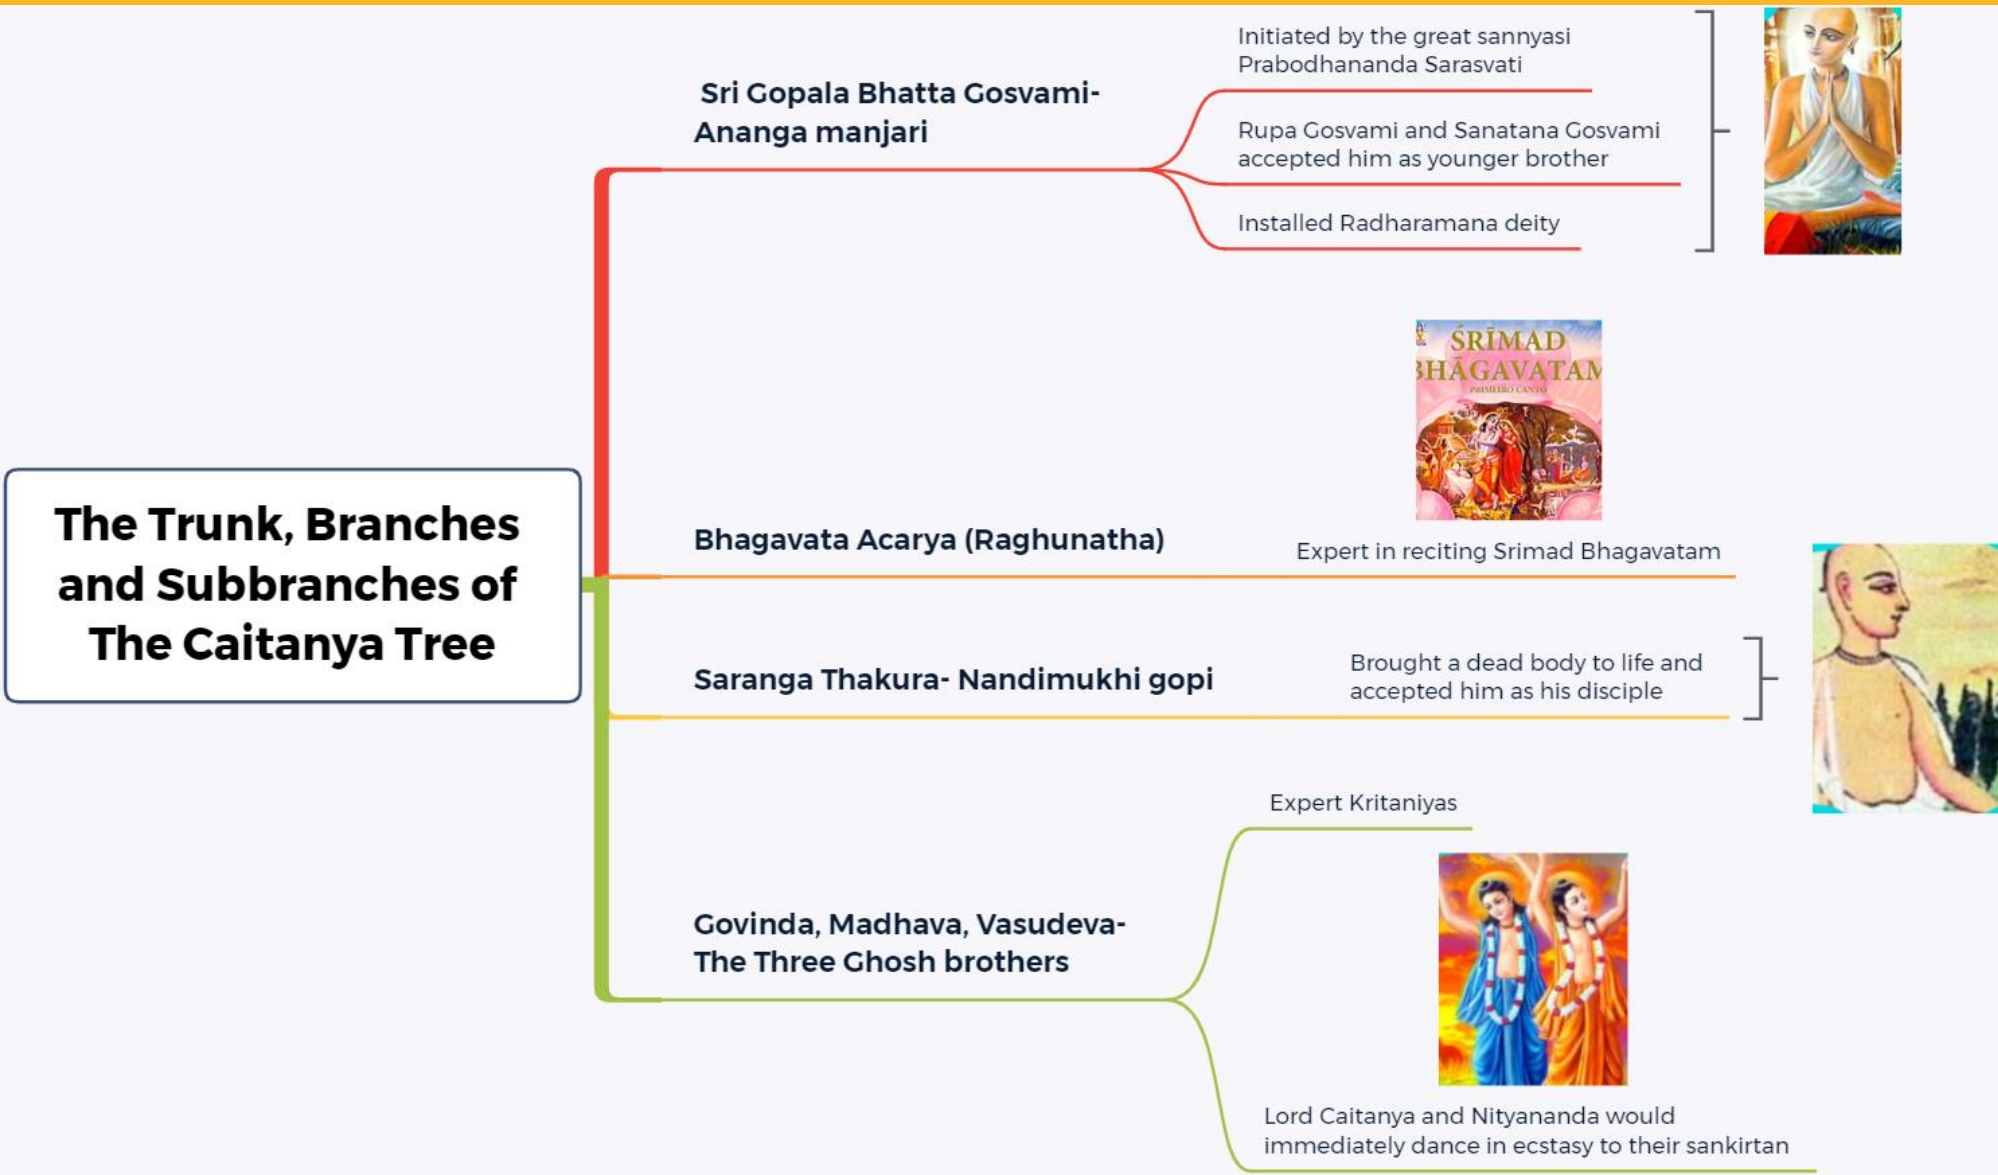 The Trunk, Branches
and Subbranches of
The Caitanya Tree
Sri Gopala Bhatta Gosvami-
Ananga manjari
Initiated by the great sannyasi
Prabodhananda Sarasvati
Rupa Gosvami and Sanatana Gosvami
accepted him as younger brother
Installed Radharamana deity
ŚRĪMAD
BHĀGAVATAM
PRIMEIRO CANTO
Bhagavata Acarya (Raghunatha)
Expert in reciting Srimad Bhagavatam
Saranga Thakura- Nandimukhi gopi
Brought a dead body to life and
accepted him as his disciple
Govinda, Madhava, Vasudeva-
The Three Ghosh brothers
Expert Kritaniyas
Lord Caitanya and Nityananda would
immediately dance in ecstasy to their sankirtan